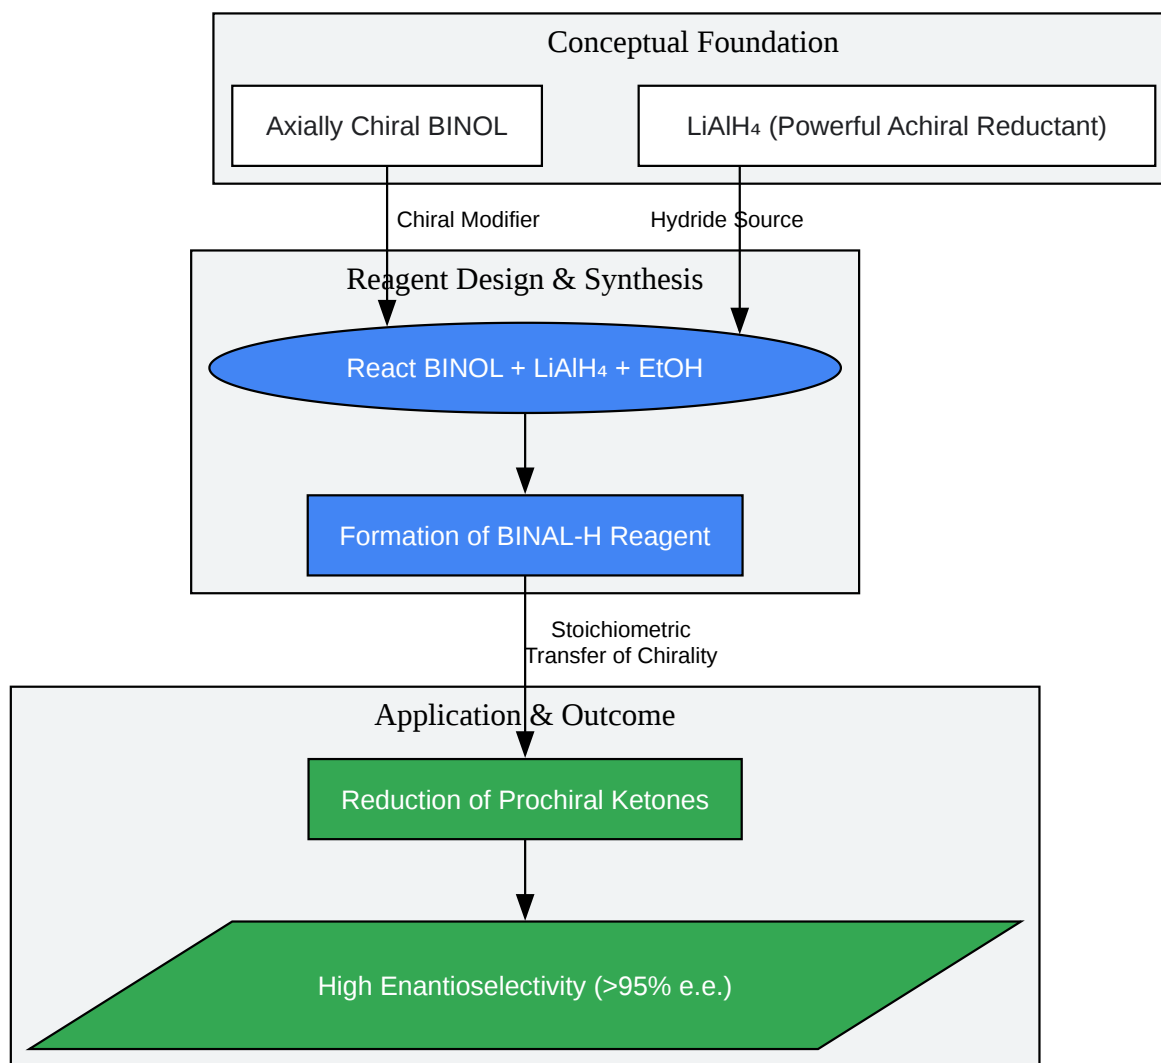 Conceptual Foundation
Axially Chiral BINOL
LiAlH₄ (Powerful Achiral Reductant)
Chiral Modifier
Hydride Source
Reagent Design & Synthesis
React BINOL + LiAlH₄ + EtOH
Formation of BINAL-H Reagent
Stoichiometric
Transfer of Chirality
Application & Outcome
Reduction of Prochiral Ketones
High Enantioselectivity (>95% e.e.)